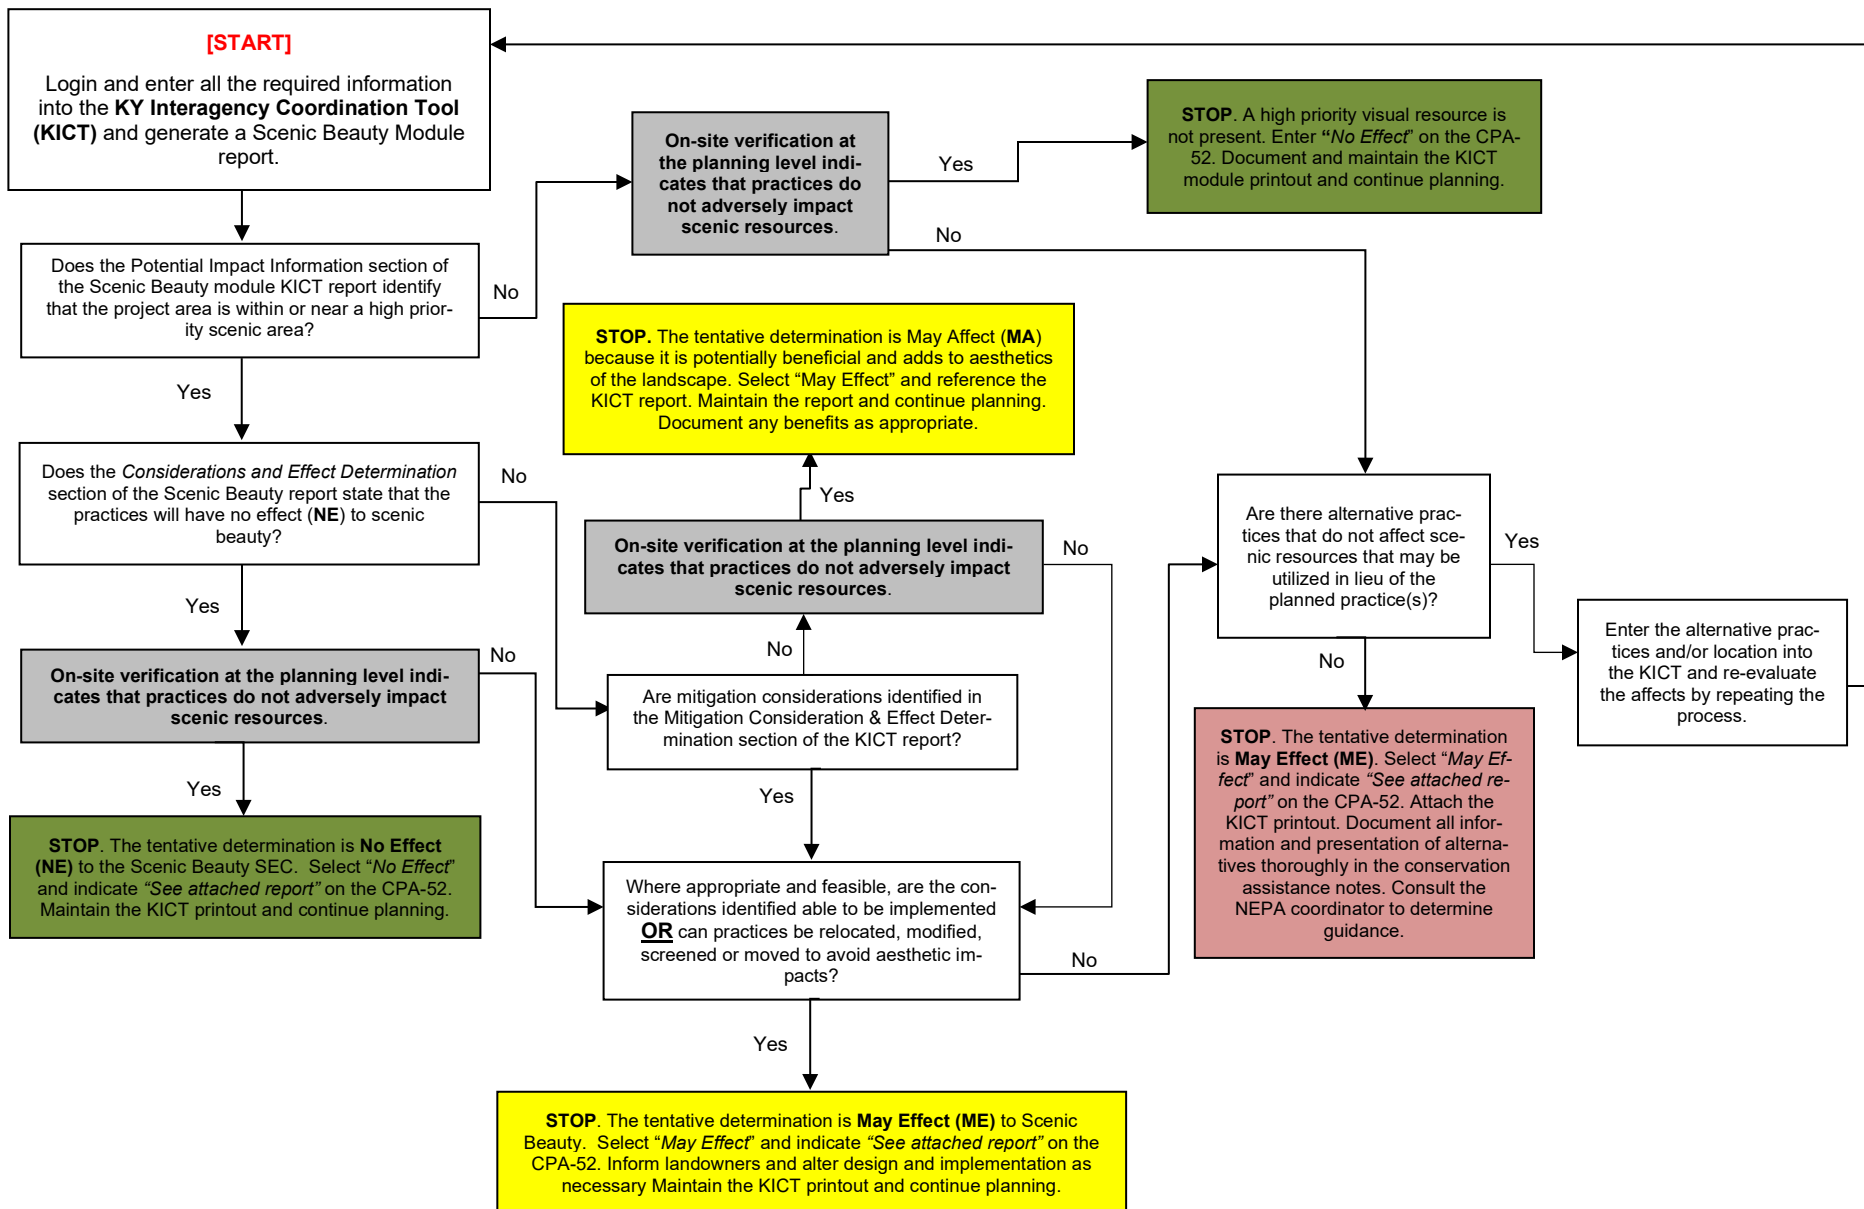 [START]
Login and enter all the required information
into the KY Interagency Coordination Tool
(KICT) and generate a Scenic Beauty Module
report.
Does the Potential Impact Information section of
the Scenic Beauty module KICT report identify
that the project area is within or near a high prior-
ity scenic area?
No
Yes
On-site verification at
the planning level indi-
cates that practices do
not adversely impact
scenic resources.
Yes
No
STOP. A high priority visual resource is
not present. Enter “No Effect” on the CPA-
52. Document and maintain the KICT
module printout and continue planning.
Does the Considerations and Effect Determination
section of the Scenic Beauty report state that the
practices will have no effect (NE) to scenic
beauty?
No
Yes
STOP. The tentative determination is May Affect (MA)
because it is potentially beneficial and adds to aesthetics
of the landscape. Select “May Effect” and reference the
KICT report. Maintain the report and continue planning.
Document any benefits as appropriate.
Yes
On-site verification at the planning level indi-
cates that practices do not adversely impact
scenic resources.
No
No
Are mitigation considerations identified in
the Mitigation Consideration & Effect Deter-
mination section of the KICT report?
Yes
On-site verification at the planning level indi-
cates that practices do not adversely impact
scenic resources.
No
Yes
STOP. The tentative determination is No Effect
(NE) to the Scenic Beauty SEC.  Select “No Effect”
and indicate “See attached report” on the CPA-52.
Maintain the KICT printout and continue planning.
Where appropriate and feasible, are the con-
siderations identified able to be implemented
OR can practices be relocated, modified,
screened or moved to avoid aesthetic im-
pacts?
No
Yes
STOP. The tentative determination is May Effect (ME) to Scenic
Beauty.  Select “May Effect” and indicate “See attached report” on the
CPA-52. Inform landowners and alter design and implementation as
necessary Maintain the KICT printout and continue planning.
Are there alternative prac-
tices that do not affect sce-
nic resources that may be
utilized in lieu of the
planned practice(s)?
Yes
No
Enter the alternative prac-
tices and/or location into
the KICT and re-evaluate
the affects by repeating the
process.
STOP. The tentative determination
is May Effect (ME). Select “May Ef-
fect” and indicate “See attached re-
port” on the CPA-52. Attach the
KICT printout. Document all infor-
mation and presentation of alterna-
tives thoroughly in the conservation
assistance notes. Consult the
NEPA coordinator to determine
guidance.